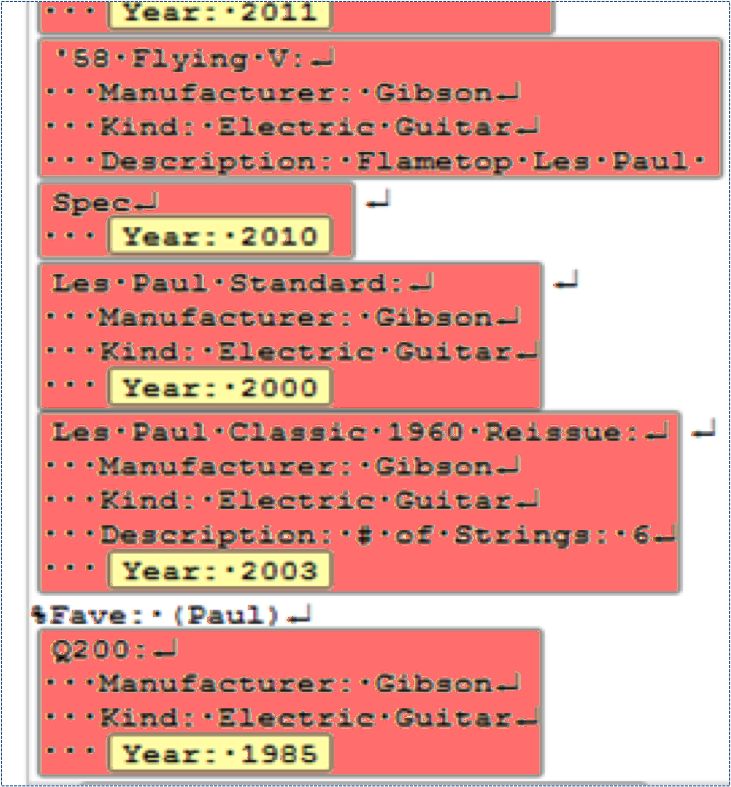 ··· Year:·2011
'58·Flying·V:↵
···Manufacturer:·Gibson↵
···Kind:·Electric·Guitar↵
···Description:·Flametop·Les·Paul·
Spec↵ ↵
··· Year:·2010
Les·Paul·Standard:↵ ↵
···Manufacturer:·Gibson↵
···Kind:·Electric·Guitar↵
··· Year:·2000
Les·Paul·Classic·1960·Reissue:↵ ↵
···Manufacturer:·Gibson↵
···Kind:·Electric·Guitar↵
···Description:·#·of·Strings:·6↵
··· Year:·2003
%Fave:·(Paul)↵
Q200:↵
···Manufacturer:·Gibson↵
···Kind:·Electric·Guitar↵
··· Year:·1985